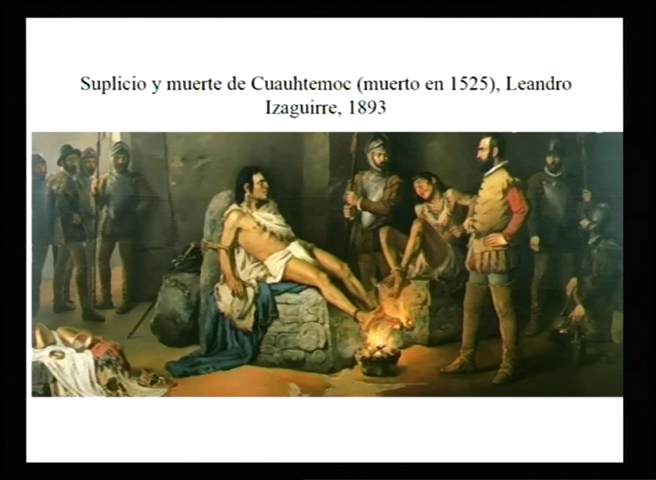 Suplicio y muerte de Cuauhtemoc (muerto en 1525), Leandro
Izaguirre, 1893